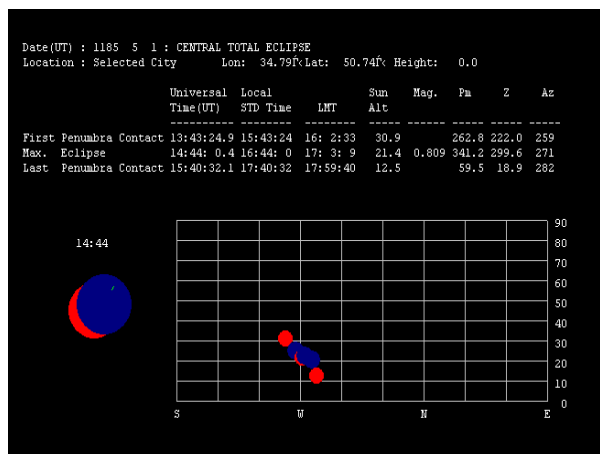 Date(UT) : 1185 5 1 : CENTRAL TOTAL ECLIPSE
Location : Selected City Lon: 34.79Ѓ‹ Lat: 50.74Ѓ‹ Height: 0.0
Universal Local Sun Mag. Pm Z Az
Time(UT) STD Time LMT Alt
First Penumbra Contact 13:43:24.9 15:43:24 16: 2:33 30.9 262.8 222.0 259
Max. Eclipse 14:44: 0.4 16:44: 0 17: 3: 9 21.4 0.809 341.2 299.6 271
Last Penumbra Contact 15:40:32.1 17:40:32 17:59:40 12.5 59.5 18.9 282
14:44
90
80
70
60
50
40
30
20
10
0
S W N E